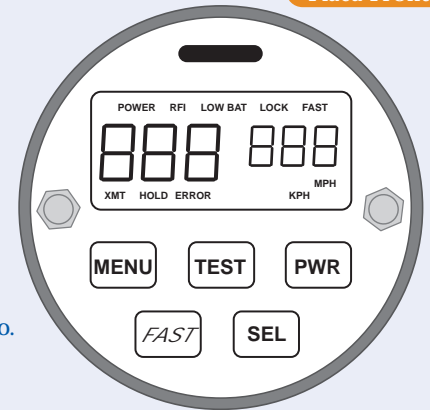 POWER RFI LOW BAT LOCK FAST
888 888
MPH
XMT HOLD ERROR KPH
MENU TEST PWR
o.
FAST SEL